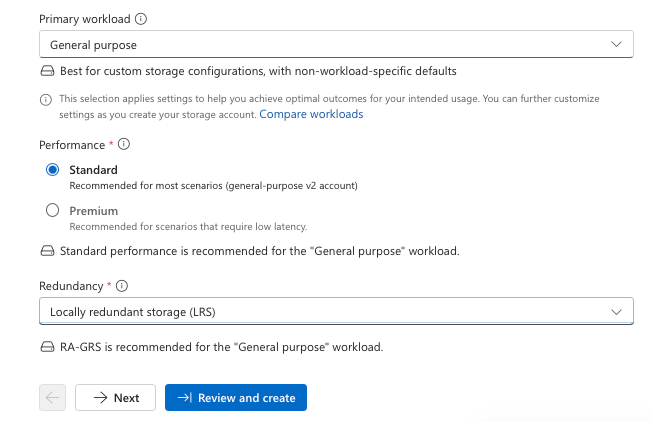 Primary workload
General purpose
Best for custom storage configurations, with non-workload-specific defaults
This selection applies settings to help you achieve optimal outcomes for your intended usage. You can further customize
settings as you create your storage account. Compare workloads
Performance *
Standard
Recommended for most scenarios (general-purpose v2 account)
Premium
Recommended for scenarios that require low latency.
Standard performance is recommended for the "General purpose" workload.
Redundancy *
Locally redundant storage (LRS)
RA-GRS is recommended for the "General purpose" workload.
Next Review and create